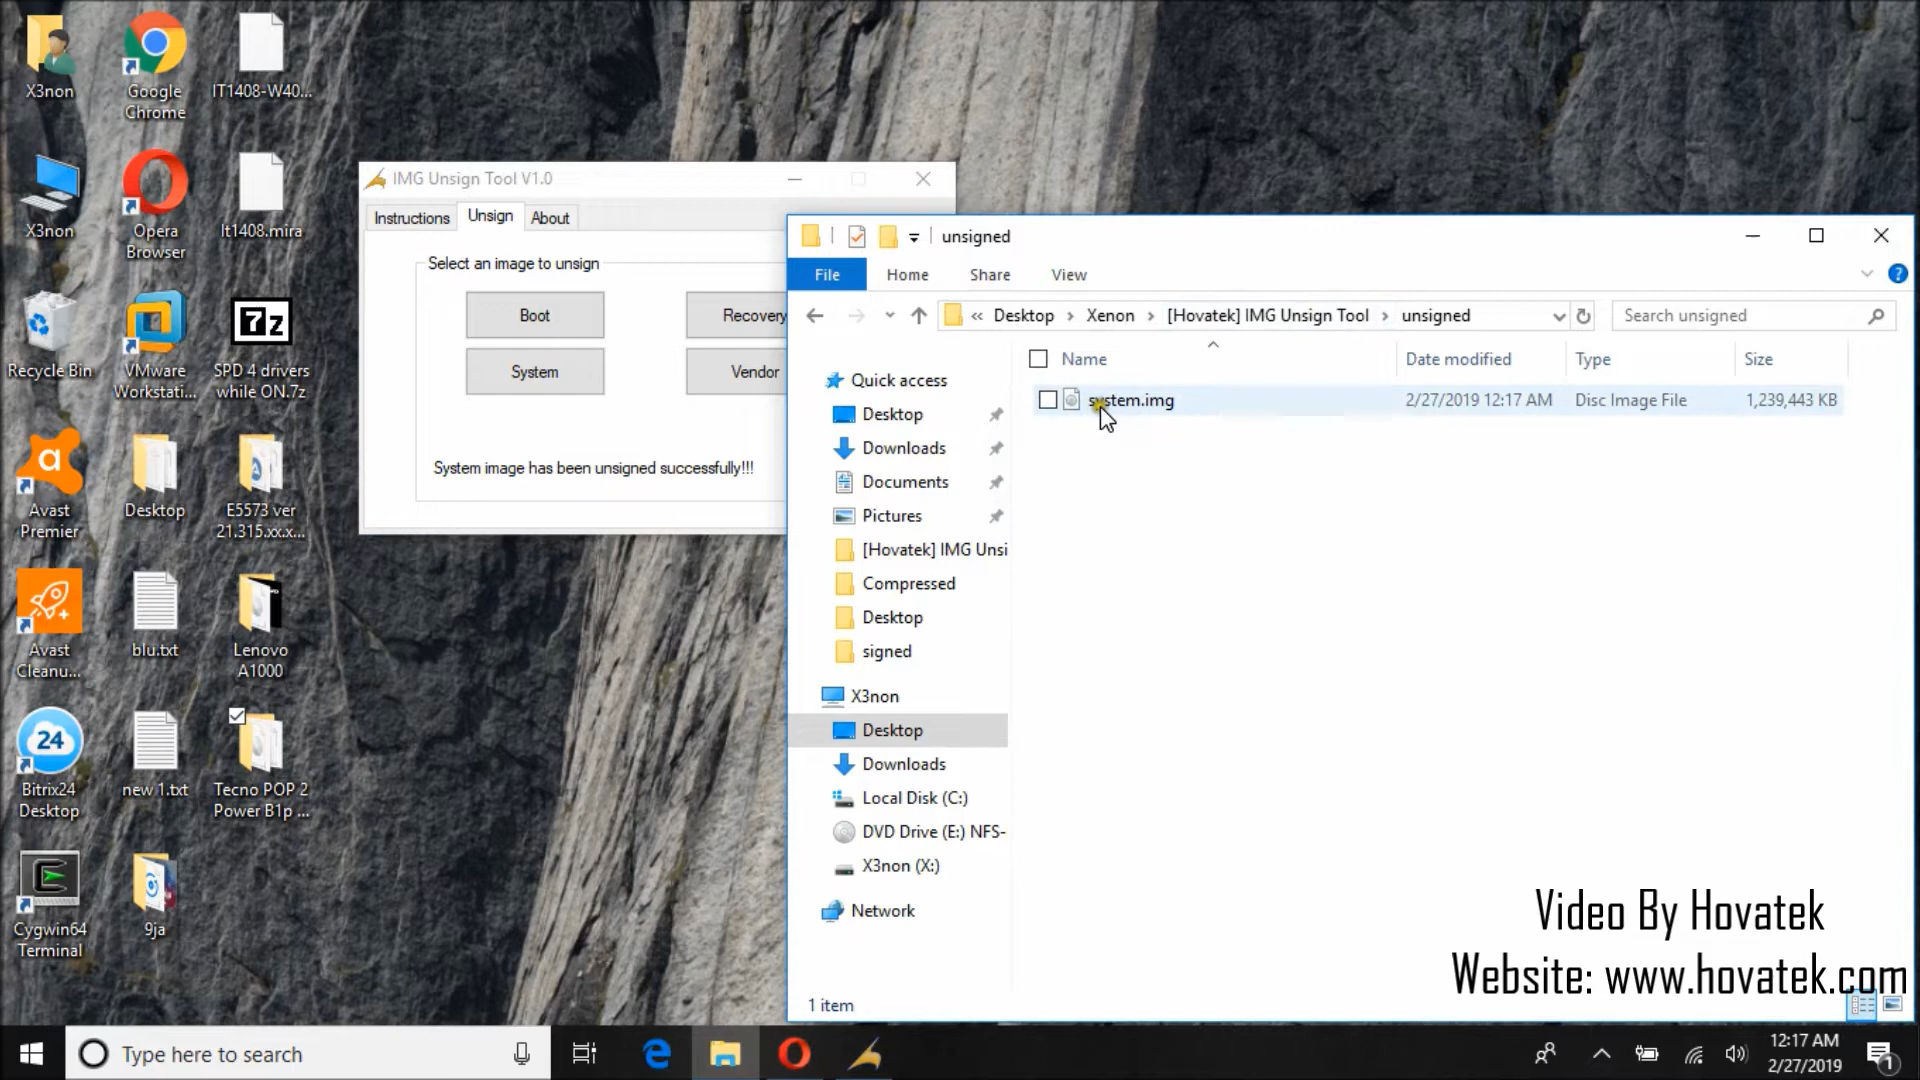 X3non
Google
Chrome
IT1408-W40...
X3non
Opera
Browser
It1408.mira
Recycle Bin
VMware
Workstati...
7z
SPD 4 drivers
while ON.7z
Avast
Premier
Desktop
E5573 ver
21.315.xx.x...
Avast
Cleanu...
blu.txt
Lenovo
A1000
24
Bitrix24
Desktop
new 1.txt
Tecno POP 2
Power B1p ...
Cygwin64
Terminal
9ja
IMG Unsign Tool V1.0
Instructions
Unsign
About
Select an image to unsign
Boot
Recovery
System
Vendor
System image has been unsigned successfully!!!
unsigned
File
Home
Share
View
« Desktop › Xenon › [Hovatek] IMG Unsign Tool › unsigned
Search unsigned
Name
Date modified
Type
Size
system.img
2/27/2019 12:17 AM
Disc Image File
1,239,443 KB
Quick access
Desktop
Downloads
Documents
Pictures
[Hovatek] IMG Unsi
Compressed
Desktop
signed
X3non
Desktop
Downloads
Local Disk (C:)
DVD Drive (E:) NFS-
X3non (X:)
Network
1 item
Video By Hovatek
Website: www.hovatek.com
Type here to search
12:17 AM
2/27/2019
1